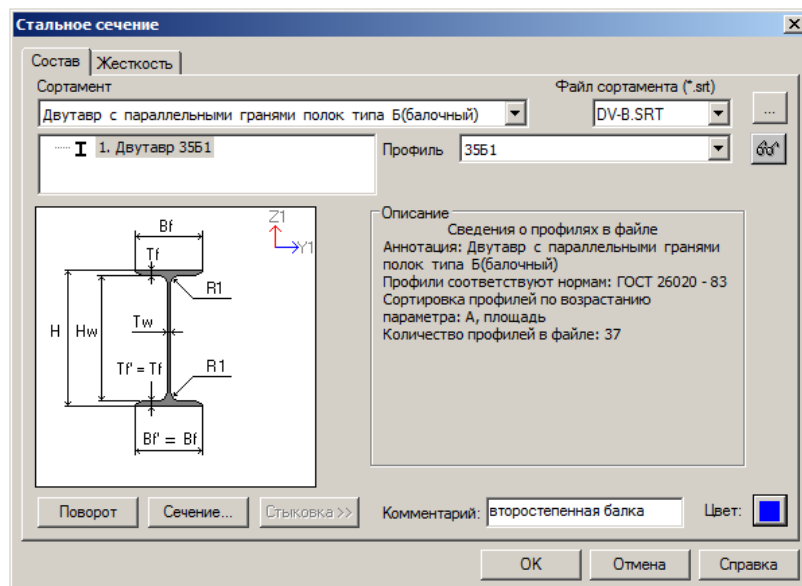 Стальное сечение
Состав Жесткость
Сортамент Файл сортамента (*.srt)
Двутавр с параллельными гранями полок типа Б(балочный) DV-B.SRT ...
1. Двутавр 35Б1 Профиль 35Б1
Описание
Сведения о профилях в файле
Аннотация: Двутавр с параллельными гранями
полок типа Б(балочный)
Профили соответствуют нормам: ГОСТ 26020 - 83
Сортировка профилей по возрастанию
параметра: A, площадь
Количество профилей в файле: 37
Bf Z1
Tf Y1
R1
H Hw Tw
Tf' = Tf R1
Bf' = Bf
Поворот Сечение... Стыковка >> Комментарий: второстепенная балка Цвет:
OK Отмена Справка